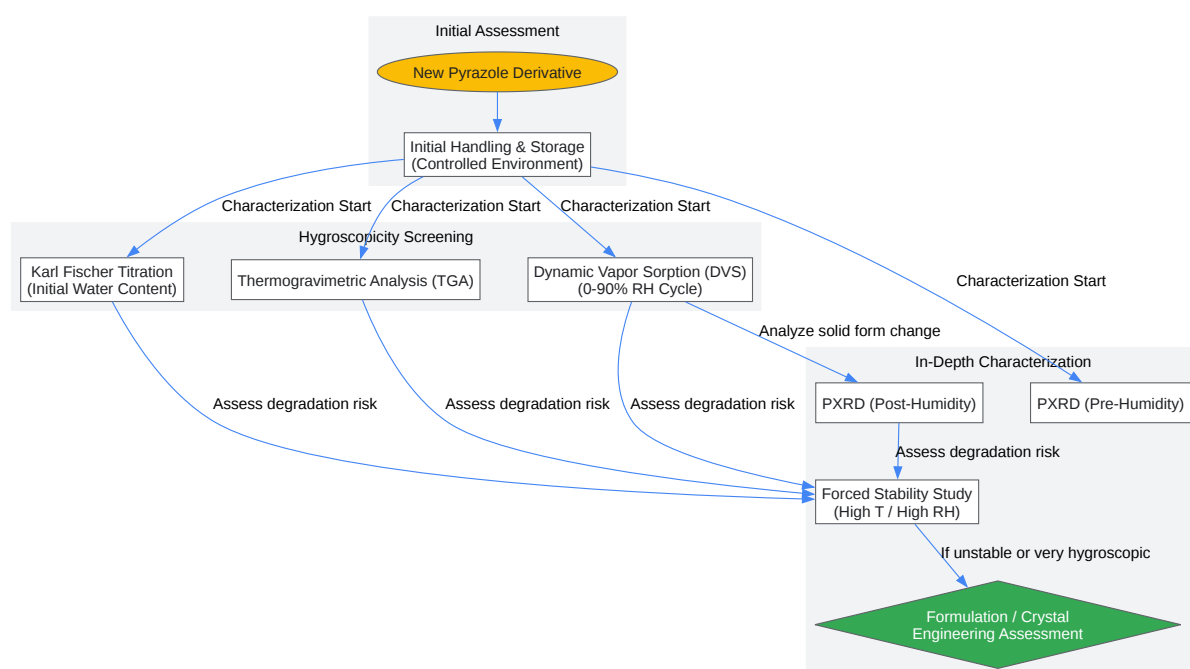 Initial Assessment
New Pyrazole Derivative
Initial Handling & Storage
(Controlled Environment)
Characterization Start
Characterization Start
Characterization Start
Hygroscopicity Screening
Karl Fischer Titration
(Initial Water Content)
Thermogravimetric Analysis (TGA)
Dynamic Vapor Sorption (DVS)
(0-90% RH Cycle)
Characterization Start
Analyze solid form change
In-Depth Characterization
PXRD (Post-Humidity)
PXRD (Pre-Humidity)
Assess degradation risk
Assess degradation risk
Assess degradation risk
Assess degradation risk
Forced Stability Study
(High T / High RH)
If unstable or very hygroscopic
Formulation / Crystal
Engineering Assessment